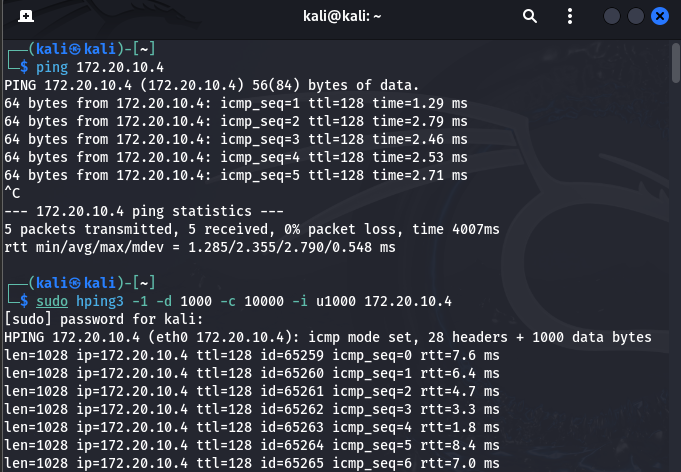 kali@kali: ~
┌──(kali㉿kali)-[~]
└─$ ping 172.20.10.4
PING 172.20.10.4 (172.20.10.4) 56(84) bytes of data.
64 bytes from 172.20.10.4: icmp_seq=1 ttl=128 time=1.29 ms
64 bytes from 172.20.10.4: icmp_seq=2 ttl=128 time=2.79 ms
64 bytes from 172.20.10.4: icmp_seq=3 ttl=128 time=2.46 ms
64 bytes from 172.20.10.4: icmp_seq=4 ttl=128 time=2.53 ms
64 bytes from 172.20.10.4: icmp_seq=5 ttl=128 time=2.71 ms
^C
--- 172.20.10.4 ping statistics ---
5 packets transmitted, 5 received, 0% packet loss, time 4007ms
rtt min/avg/max/mdev = 1.285/2.355/2.790/0.548 ms
┌──(kali㉿kali)-[~]
└─$ sudo hping3 -1 -d 1000 -c 10000 -i u1000 172.20.10.4
[sudo] password for kali:
HPING 172.20.10.4 (eth0 172.20.10.4): icmp mode set, 28 headers + 1000 data bytes
len=1028 ip=172.20.10.4 ttl=128 id=65259 icmp_seq=0 rtt=7.6 ms
len=1028 ip=172.20.10.4 ttl=128 id=65260 icmp_seq=1 rtt=6.4 ms
len=1028 ip=172.20.10.4 ttl=128 id=65261 icmp_seq=2 rtt=4.7 ms
len=1028 ip=172.20.10.4 ttl=128 id=65262 icmp_seq=3 rtt=3.3 ms
len=1028 ip=172.20.10.4 ttl=128 id=65263 icmp_seq=4 rtt=1.8 ms
len=1028 ip=172.20.10.4 ttl=128 id=65264 icmp_seq=5 rtt=8.4 ms
len=1028 ip=172.20.10.4 ttl=128 id=65265 icmp_seq=6 rtt=7.0 ms